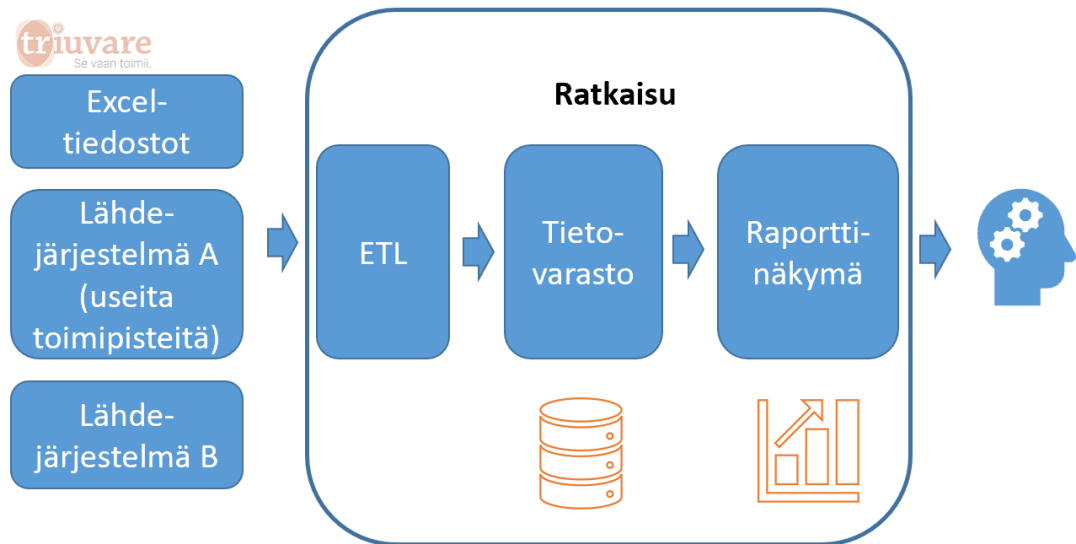 triuvare
Se vaan toimii.
Excel-
tiedostot
Lähde-
järjestelmä A
(useita
toimipisteitä)
Lähde-
järjestelmä B
Ratkaisu
ETL
Tieto-
varasto
Raportti-
näkymä